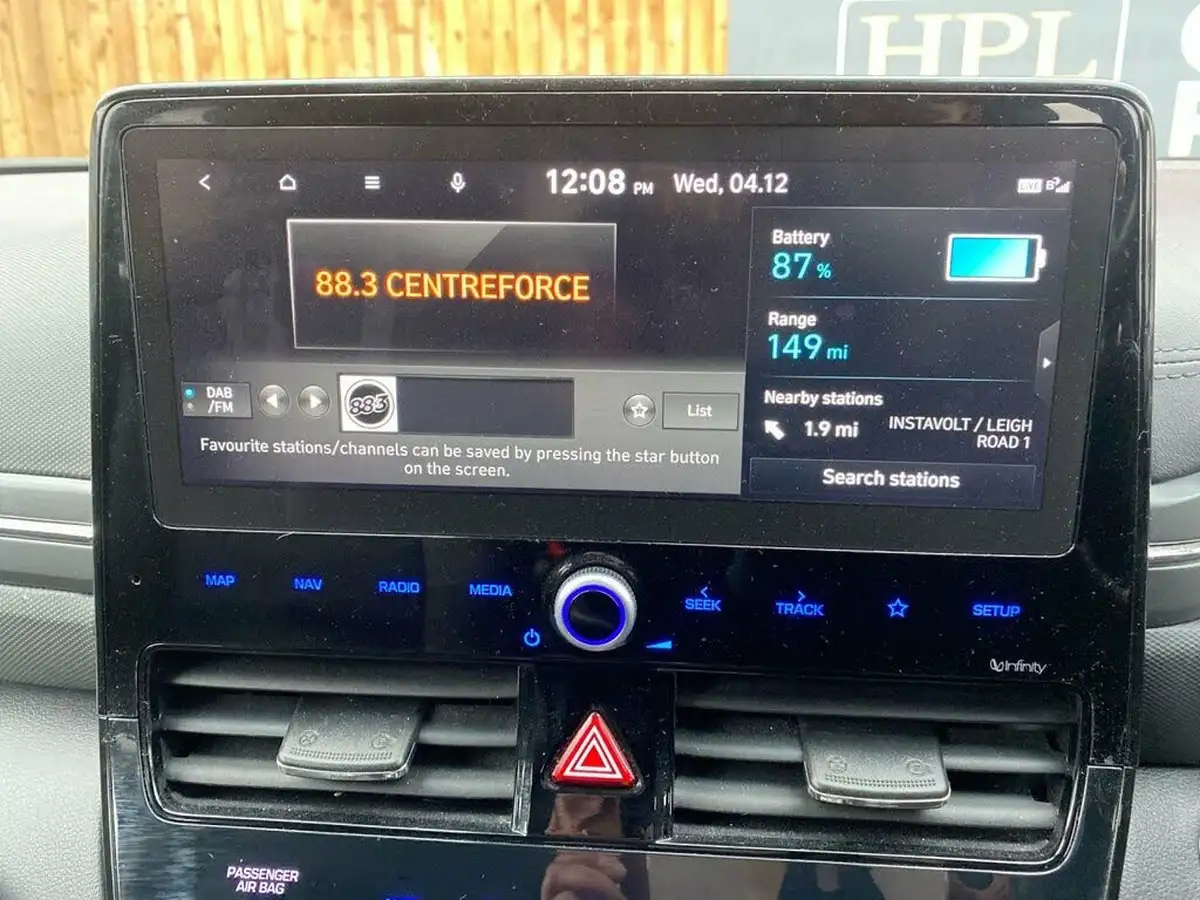 HPL
12:08 PM Wed, 04.12
LIVE
88.3 CENTREFORCE
Battery
87 %
Range
149 mi
DAB
/FM
883
List
Nearby stations
1.9 mi
INSTAVOLT / LEIGH
ROAD 1
Favourite stations/channels can be saved by pressing the star button
on the screen.
Search stations
MAP
NAV
RADIO
MEDIA
SEEK
TRACK
SETUP
Infinity
PASSENGER
AIR BAG